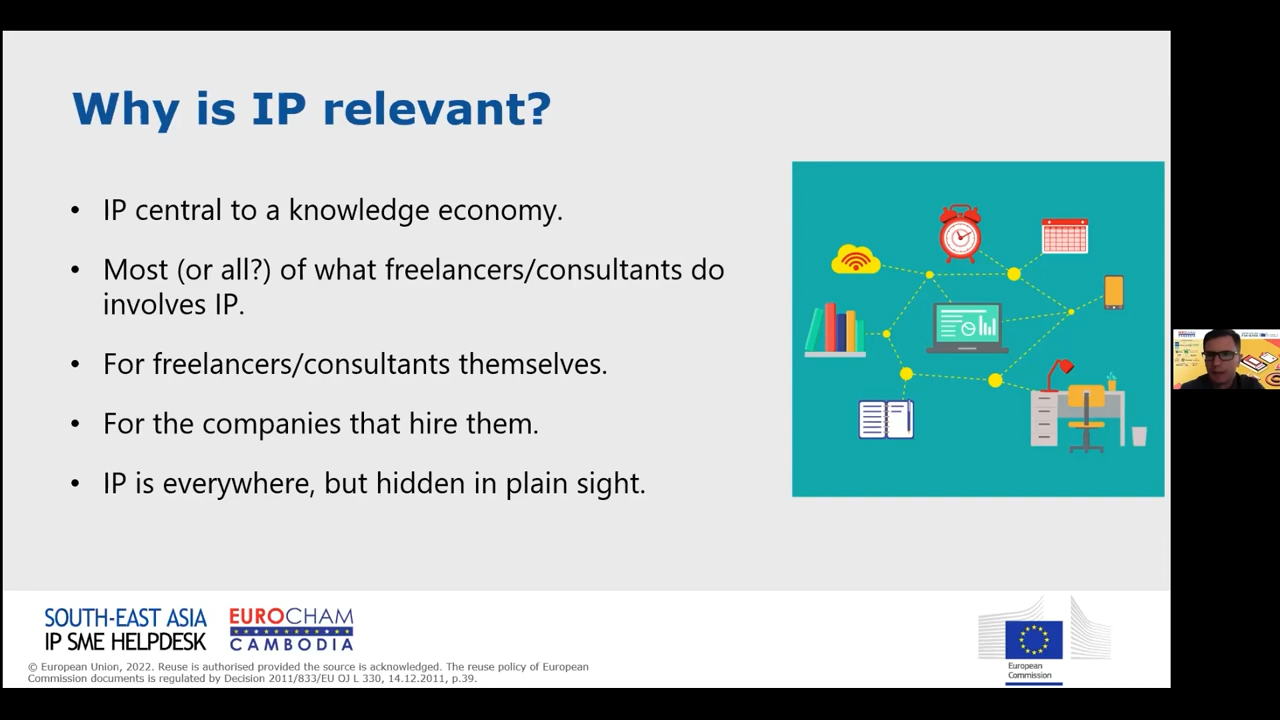 Why is IP relevant?
• IP central to a knowledge economy.
• Most (or all?) of what freelancers/consultants do
involves IP.
• For freelancers/consultants themselves.
• For the companies that hire them.
• IP is everywhere, but hidden in plain sight.
SOUTH-EAST ASIA
IP SME HELPDESK
EUROCHAM
CAMBODIA
© European Union, 2022. Reuse is authorised provided the source is acknowledged. The reuse policy of European
Commission documents is regulated by Decision 2011/833/EU OJ L 330, 14.12.2011, p.39.
European
Commission